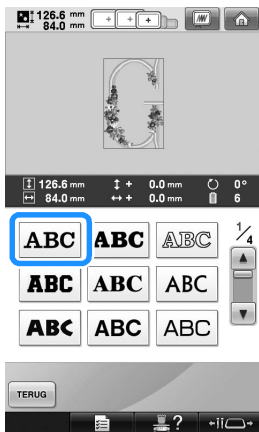 126.6 mm
84.0 mm
126.6 mm + 0.0 mm 0°
84.0 mm + 0.0 mm 6
ABC ABC ABC
1/4
ABC ABC ABC
ABC ABC ABC
TERUG
?